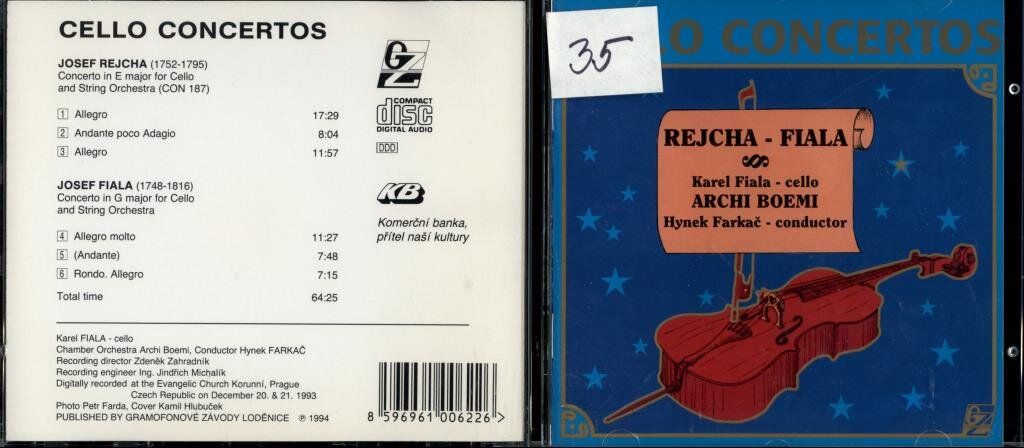 CELLO CONCERTOS
JOSEF REJCHA (1752-1795)
Concerto in E major for Cello
and String Orchestra (CON 187)
1 Allegro 17:29
2 Andante poco Adagio 8:04
3 Allegro 11:57
JOSEF FIALA (1748-1816)
Concerto in G major for Cello
and String Orchestra
4 Allegro molto 11:27
5 (Andante) 7:48
6 Rondo. Allegro 7:15
Total time 64:25
GZ
COMPACT
disc
DIGITAL AUDIO
DDD
KB
Komerční banka,
přítel naší kultury
Karel FIALA - cello
Chamber Orchestra Archi Boemi, Conductor Hynek FARKAČ
Recording director Zdeněk Zahradník
Recording engineer Ing. Jindřich Michalík
Digitally recorded at the Evangelic Church Korunní, Prague
Czech Republic on December 20. & 21. 1993
Photo Petr Farda, Cover Kamil Hlubuček
PUBLISHED BY GRAMOFONOVÉ ZÁVODY LODĚNICE ℗ 1994
8 596961 006226 >
35
LO CONCERTOS
REJCHA - FIALA
Karel Fiala - cello
ARCHI BOEMI
Hynek Farkač - conductor
GZ